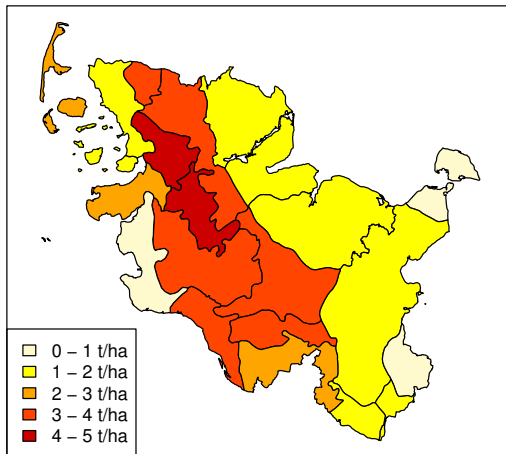 0 – 1 t/ha
1 – 2 t/ha
2 – 3 t/ha
3 – 4 t/ha
4 – 5 t/ha